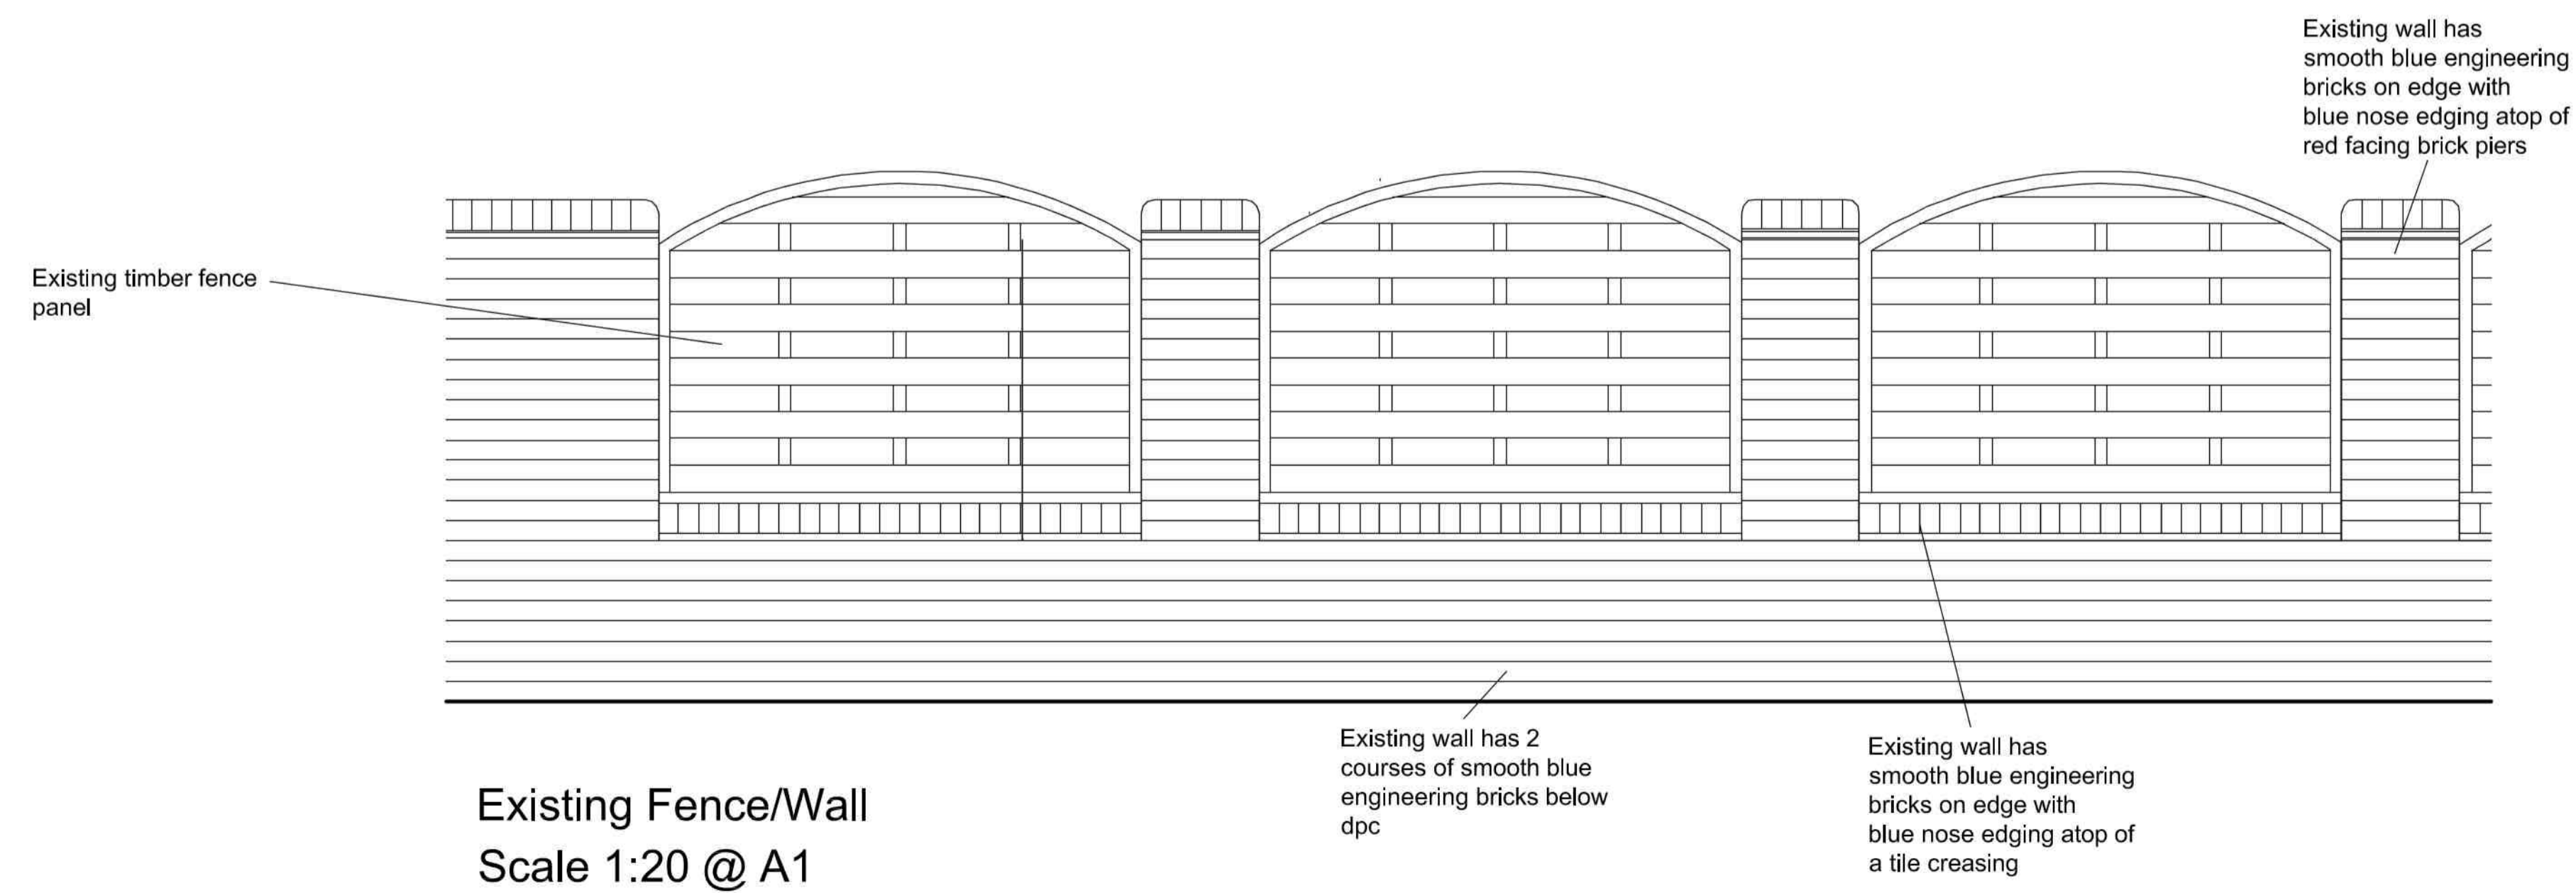 Existing wall has
smooth blue engineering
bricks on edge with
blue nose edging atop of
red facing brick piers
Existing timber fence
panel
Existing wall has 2
courses of smooth blue
engineering bricks below
dpc
Existing wall has
smooth blue engineering
bricks on edge with
blue nose edging atop of
a tile creasing
Existing Fence/Wall
Scale 1:20 @ A1